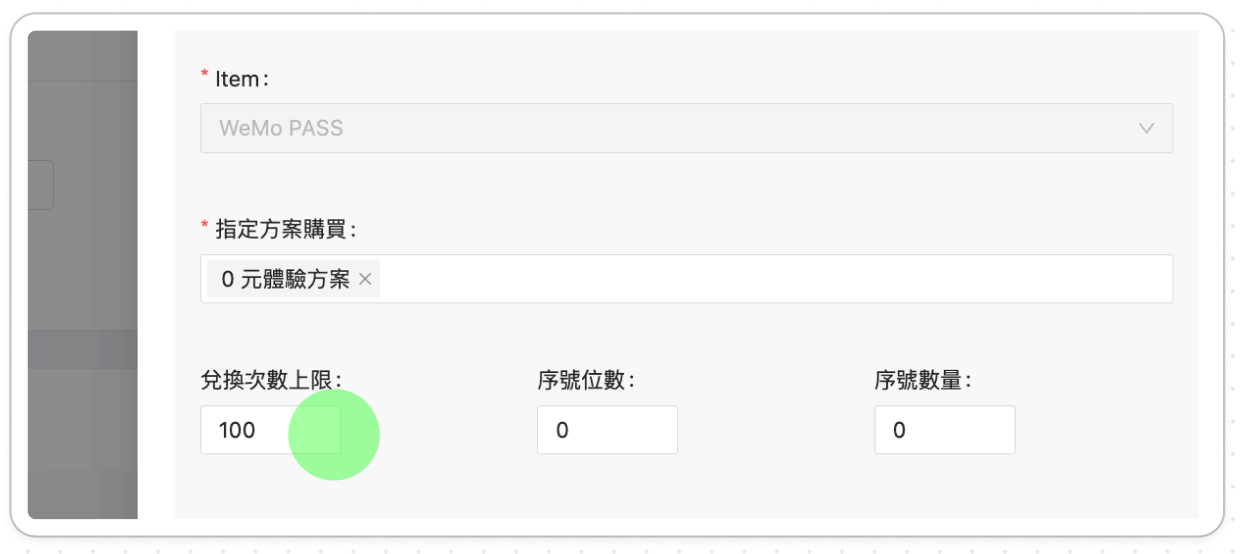 * Item:
WeMo PASS
* 指定方案購買:
0 元體驗方案 ×
兌換次數上限: 序號位數: 序號數量:
100 0 0